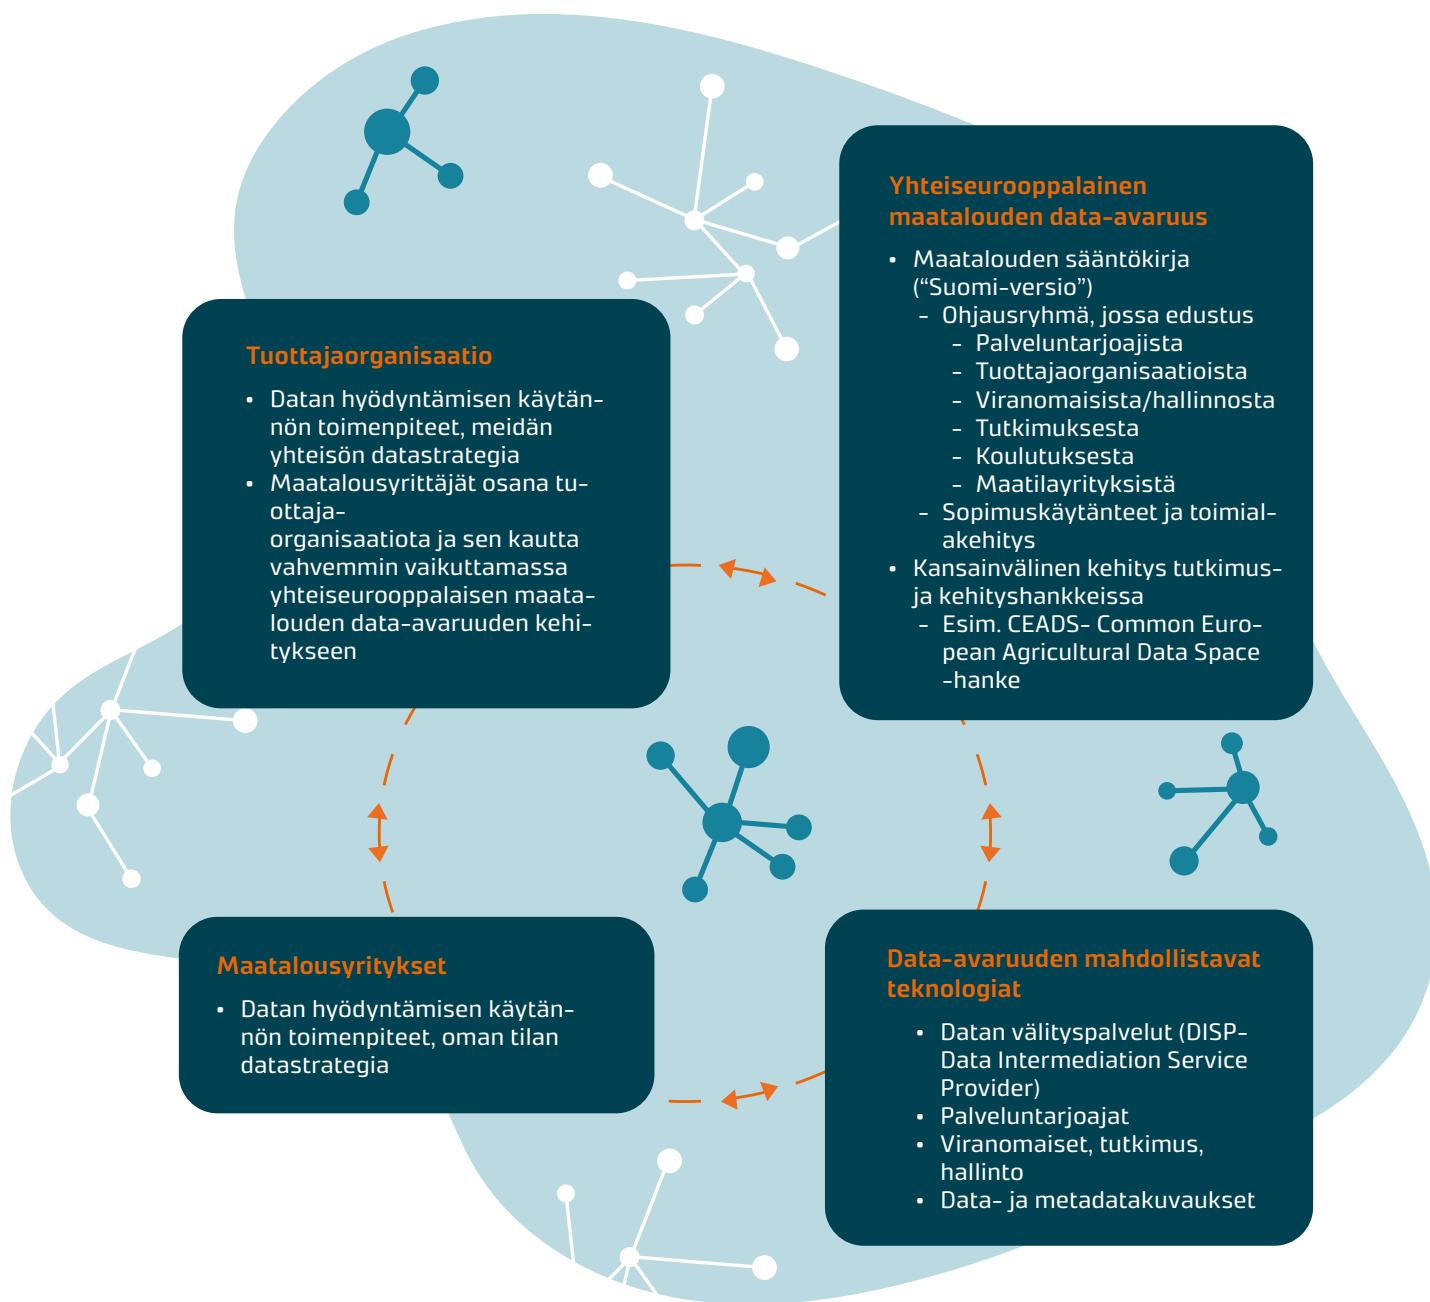 Tuottajaorganisaatio
• Datan hyödyntämisen käytän-
nön toimenpiteet, meidän
yhteisön datastrategia
• Maatalousyrittäjät osana tu-
ottaja-
organisaatiota ja sen kautta
vahvemmin vaikuttamassa
yhteiseurooppalaisen maata-
louden data-avaruuden kehi-
tykseen
Yhteiseurooppalainen
maatalouden data-avaruus
• Maatalouden sääntökirja
(“Suomi-versio”)
– Ohjausryhmä, jossa edustus
– Palveluntarjoajista
– Tuottajaorganisaatioista
– Viranomaisista/hallinnosta
– Tutkimuksesta
– Koulutuksesta
– Maatilayrityksistä
– Sopimuskäytänteet ja toimial-
akehitys
• Kansainvälinen kehitys tutkimus-
ja kehityshankkeissa
– Esim. CEADS- Common Euro-
pean Agricultural Data Space
-hanke
Maatalousyritykset
• Datan hyödyntämisen käytän-
nön toimenpiteet, oman tilan
datastrategia
Data-avaruuden mahdollistavat
teknologiat
• Datan välityspalvelut (DISP-
Data Intermediation Service
Provider)
• Palveluntarjoajat
• Viranomaiset, tutkimus,
hallinto
• Data- ja metadatakuvaukset